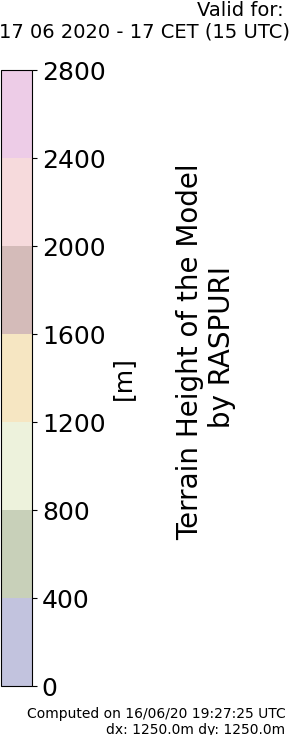 Valid for:
17 06 2020 - 17 CET (15 UTC)
2800
2400
2000
1600
1200
800
400
0
[m]
Terrain Height of the Model
by RASPURI
Computed on 16/06/20 19:27:25 UTC
dx: 1250.0m dy: 1250.0m